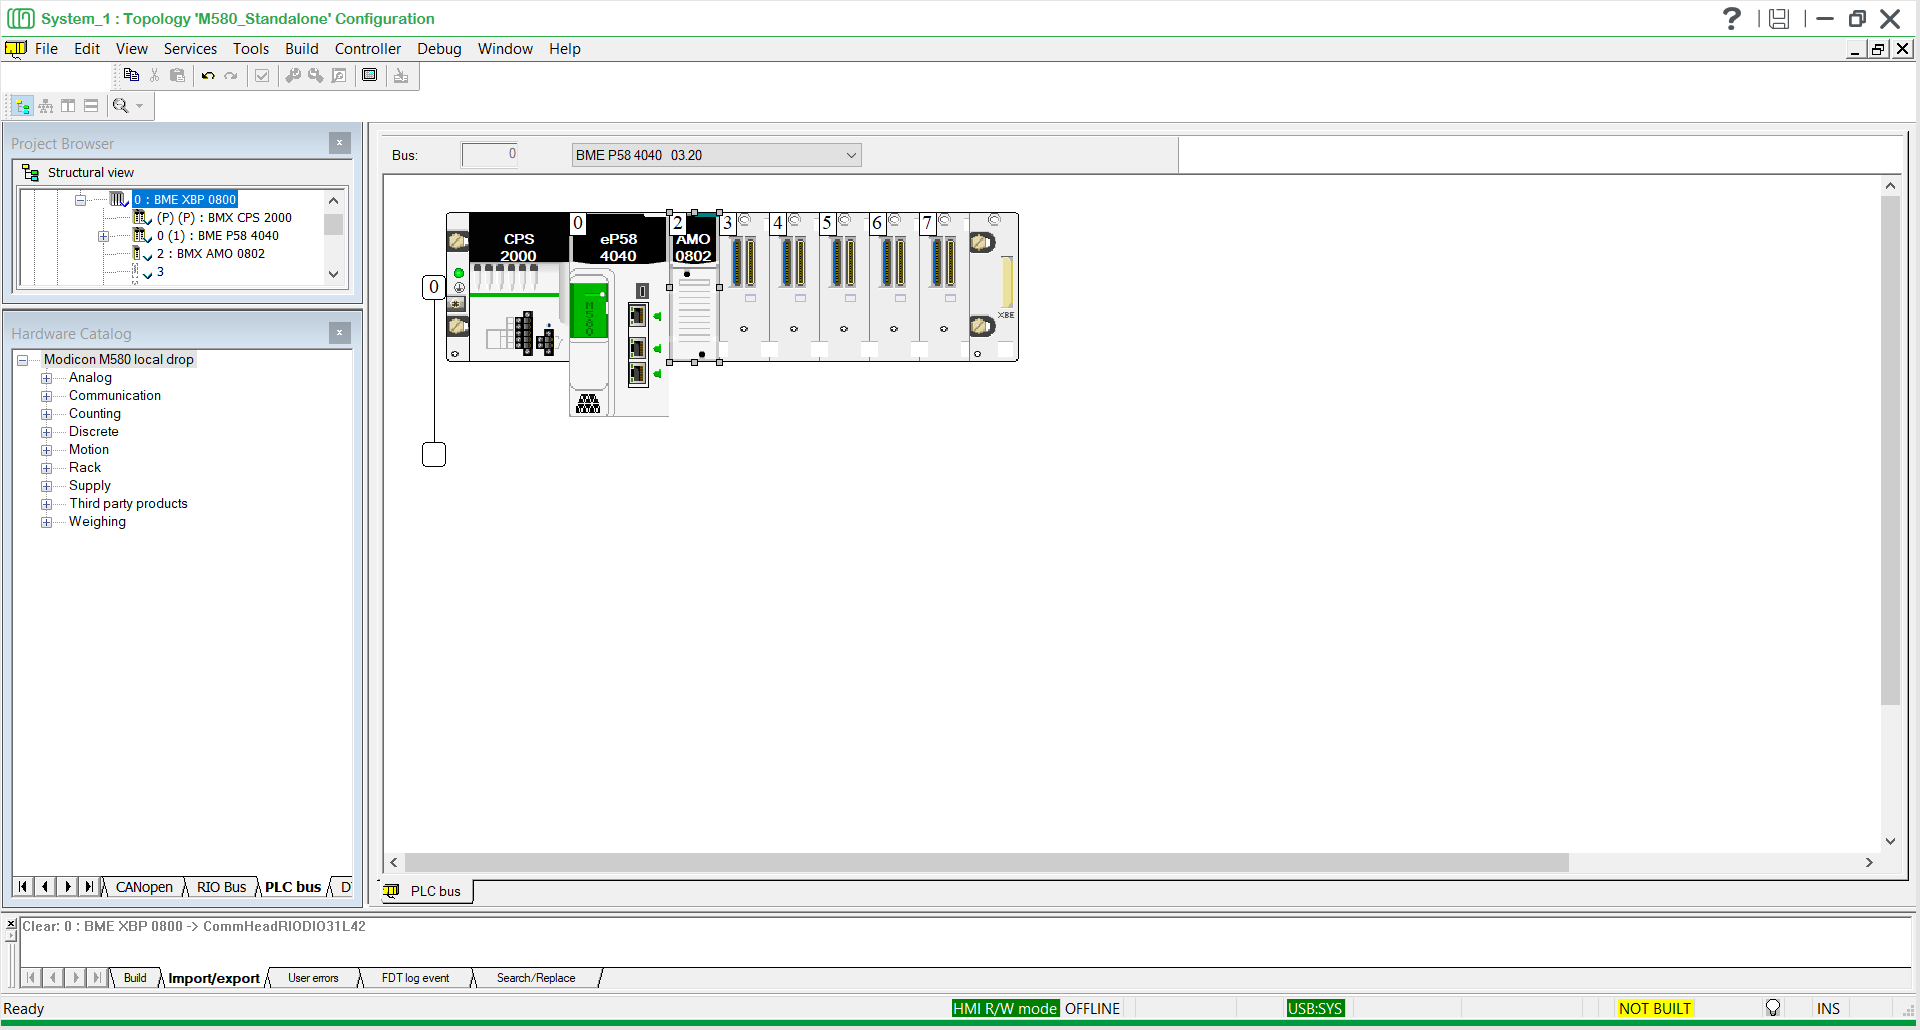 System_1 : Topology 'M580_Standalone' Configuration
File Edit View Services Tools Build Controller Debug Window Help
Project Browser
Structural view
0 : BME XBP 0800
(P) (P) : BMX CPS 2000
0 (1) : BME P58 4040
2 : BMX AMO 0802
3
Hardware Catalog
Modicon M580 local drop
Analog
Communication
Counting
Discrete
Motion
Rack
Supply
Third party products
Weighing
CANopen RIO Bus PLC bus D
Bus: 0 BME P58 4040 03.20
0 2 3 4 5 6 7
CPS 2000
eP58 4040
AMO 0802
0
M580
XBE
PLC bus
Clear: 0 : BME XBP 0800 -> CommHeadRIODIO31L42
Build Import/export User errors FDT log event Search/Replace
Ready HMI R/W mode OFFLINE USB:SYS NOT BUILT INS